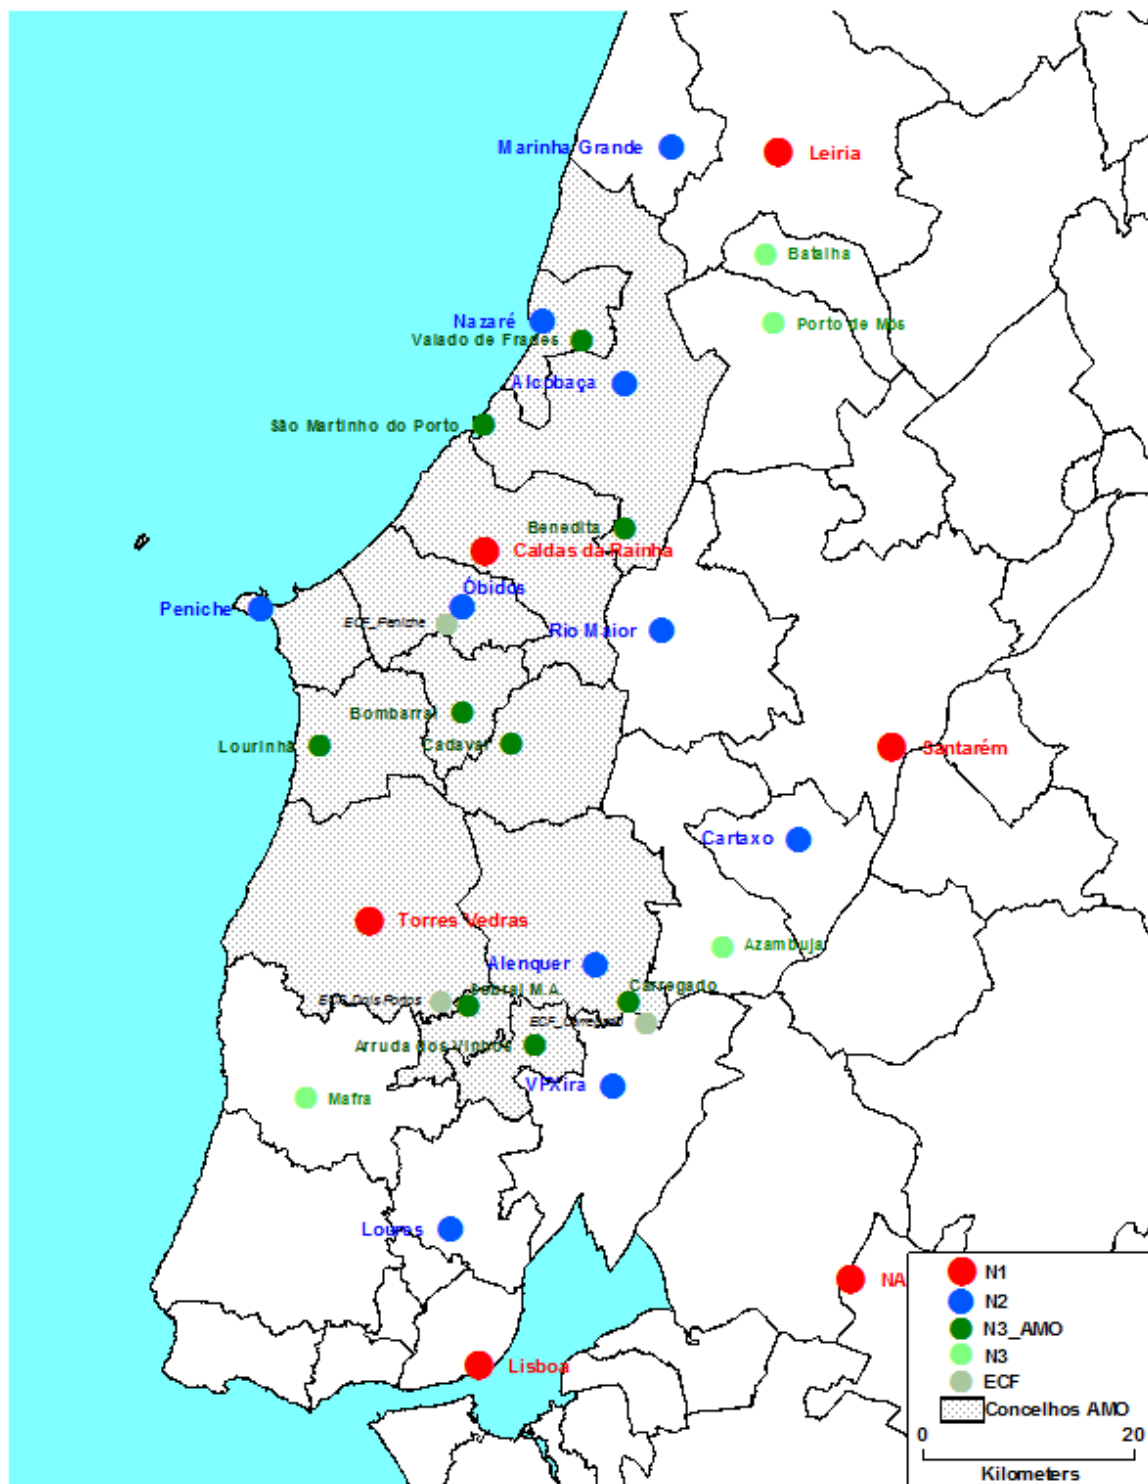 Marinha Grande
Leiria
Batalha
Nazaré
Porto de Mós
Valado de Frades
Alcobaça
São Martinho do Porto
Benedita
Caldas da Rainha
Óbidos
Peniche
ECF_Peniche
Rio Maior
Bombarral
Lourinhã
Cadaval
Santarém
Cartaxo
Torres Vedras
Azambuja
Alenquer
Sobral M.A.
Carregado
ECF_Dois Portos
ECF_Carregado
Arruda dos Vinhos
VFXira
Mafra
Loures
NA
Lisboa
N1
N2
N3_AMO
N3
ECF
Concelhos AMO
0 20
Kilometers